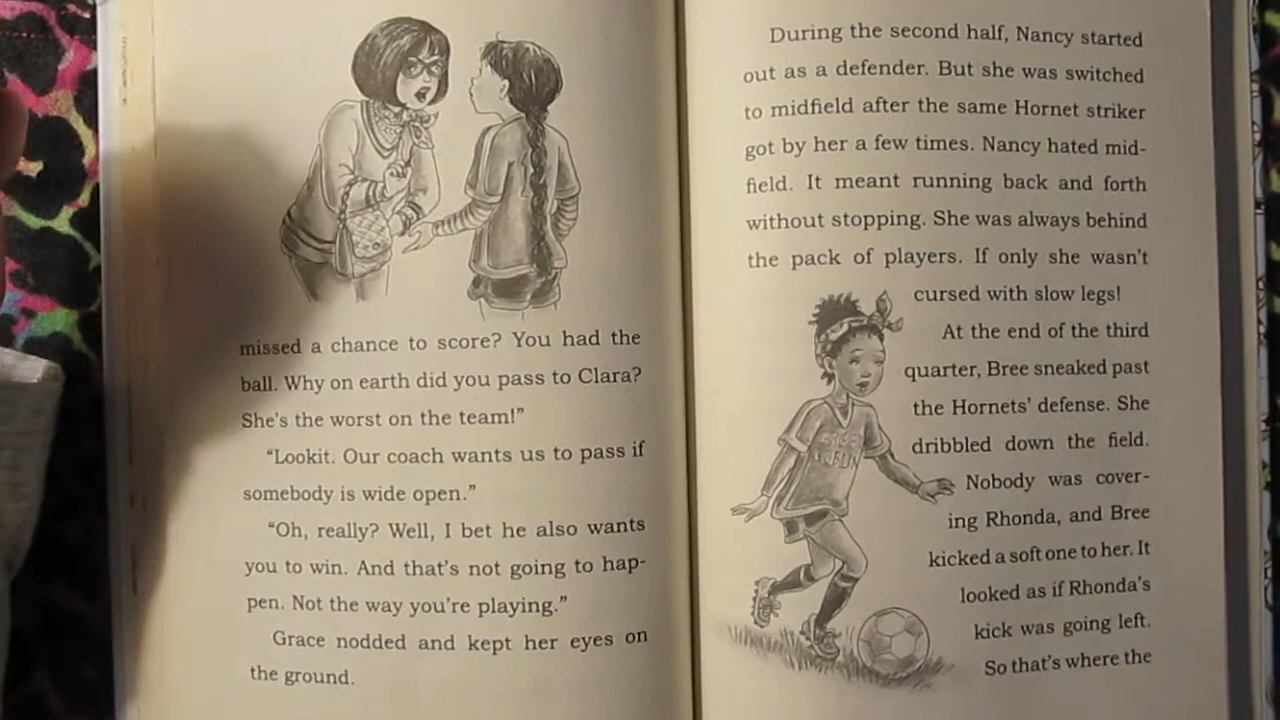 missed a chance to score? You had the
ball. Why on earth did you pass to Clara?
She's the worst on the team!”
“Lookit. Our coach wants us to pass if
somebody is wide open.”
“Oh, really? Well, I bet he also wants
you to win. And that's not going to hap-
pen. Not the way you're playing.”
Grace nodded and kept her eyes on
the ground.
During the second half, Nancy started
out as a defender. But she was switched
to midfield after the same Hornet striker
got by her a few times. Nancy hated mid-
field. It meant running back and forth
without stopping. She was always behind
the pack of players. If only she wasn't
cursed with slow legs!
At the end of the third
quarter, Bree sneaked past
the Hornets' defense. She
dribbled down the field.
Nobody was cover-
ing Rhonda, and Bree
kicked a soft one to her. It
looked as if Rhonda's
kick was going left.
So that's where the